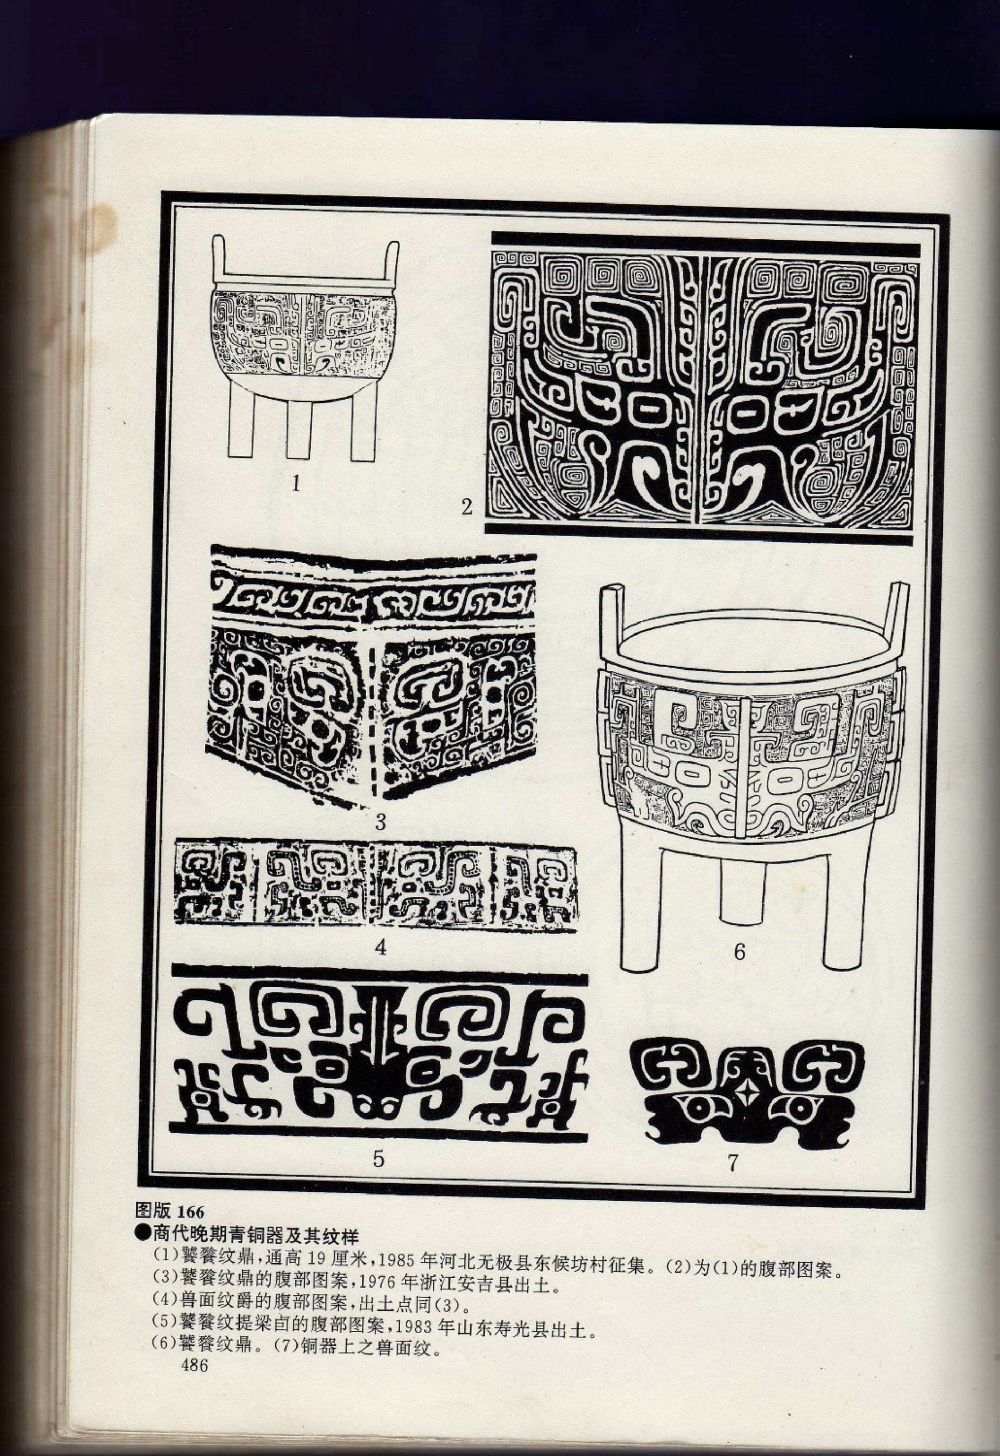 1
2
3
4
5
6
7
图版 166
●商代晚期青铜器及其纹样
(1)饕餮纹鼎,通高 19 厘米,1985 年河北无极县东候坊村征集。(2)为(1)的腹部图案。
(3)饕餮纹鼎的腹部图案,1976 年浙江安吉县出土。
(4)兽面纹爵的腹部图案,出土点同(3)。
(5)饕餮纹提梁卣的腹部图案,1983 年山东寿光县出土。
(6)饕餮纹鼎。(7)铜器上之兽面纹。
486